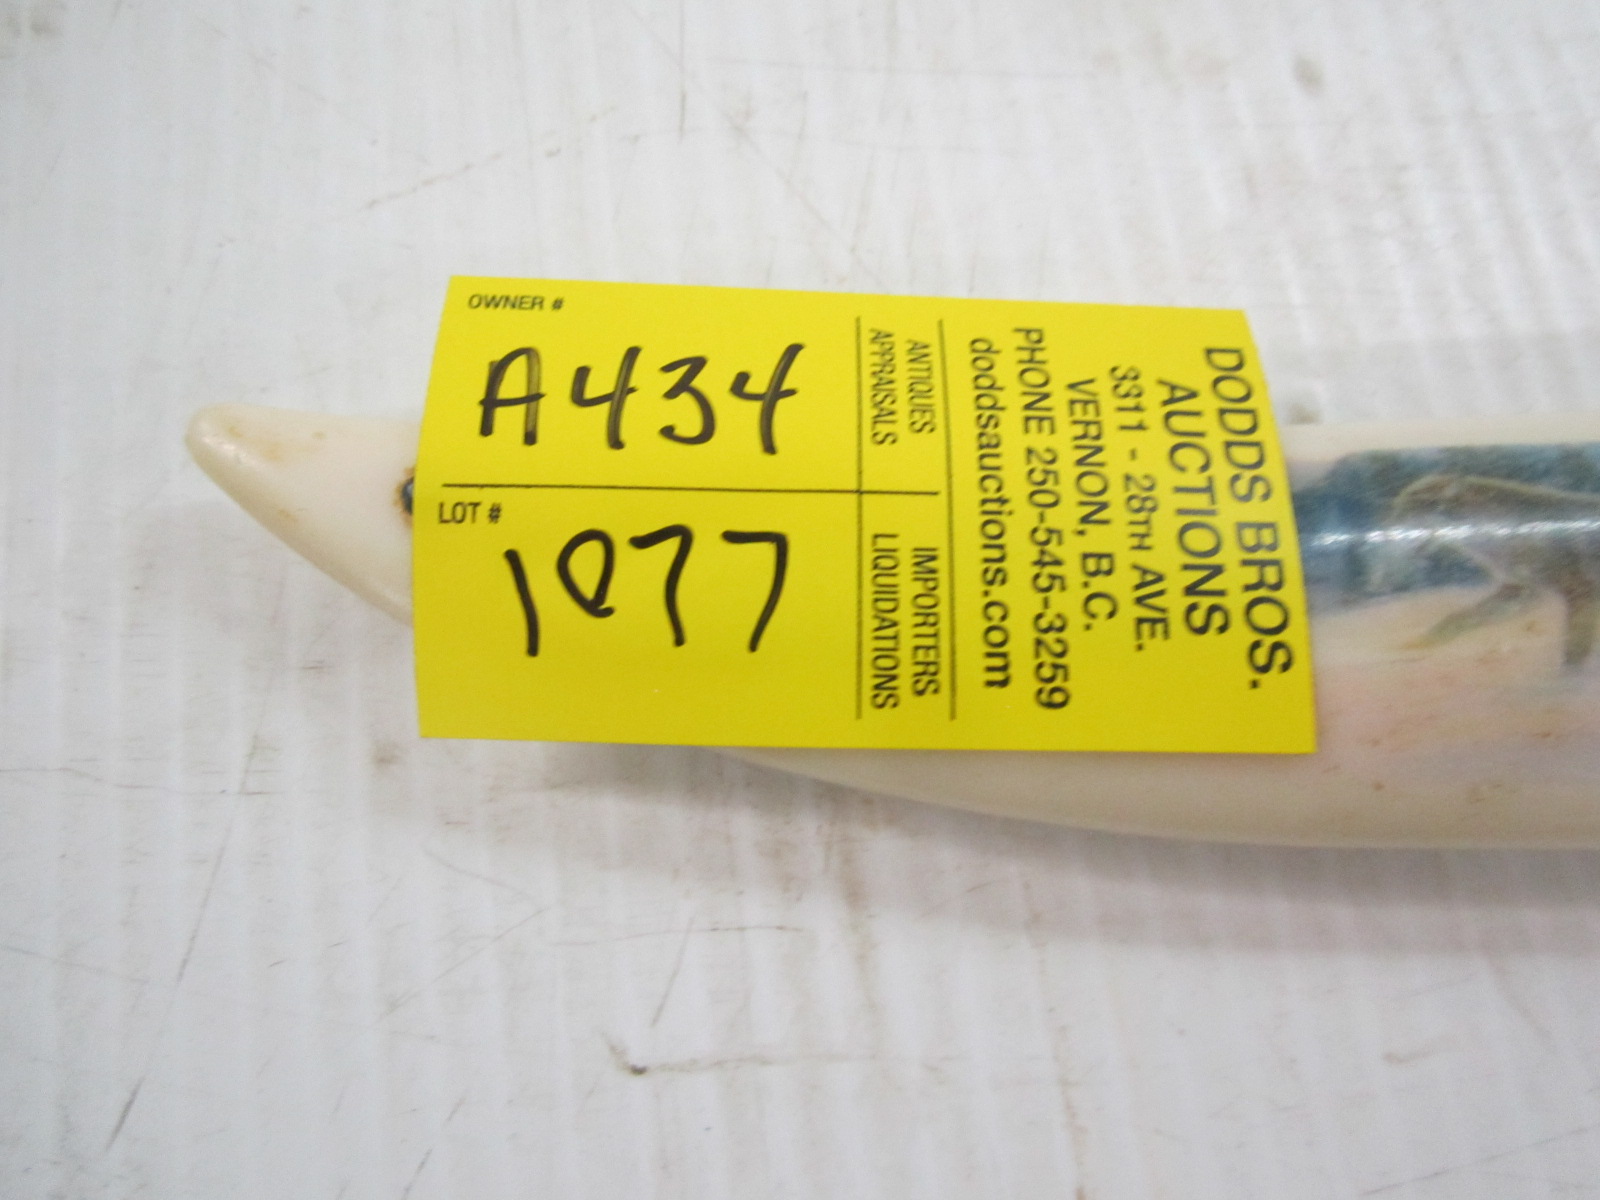 DODDS BROS.
AUCTIONS
3311 - 28TH AVE.
VERNON, B.C.
PHONE 250-545-3259
doddsauctions.com
ANTIQUES
APPRAISALS
IMPORTERS
LIQUIDATIONS
OWNER #
A434
LOT #
1077